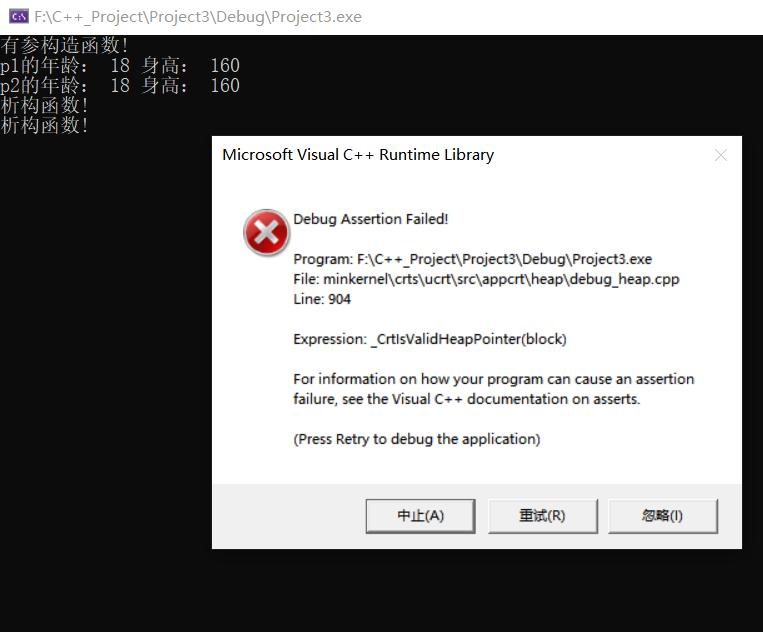 F:\C++_Project\Project3\Debug\Project3.exe
有参构造函数!
p1的年龄： 18 身高： 160
p2的年龄： 18 身高： 160
析构函数!
析构函数!
Microsoft Visual C++ Runtime Library
Debug Assertion Failed!
Program: F:\C++_Project\Project3\Debug\Project3.exe
File: minkernel\crts\ucrt\src\appcrt\heap\debug_heap.cpp
Line: 904
Expression: _CrtIsValidHeapPointer(block)
For information on how your program can cause an assertion
failure, see the Visual C++ documentation on asserts.
(Press Retry to debug the application)
中止(A) 重试(R) 忽略(I)